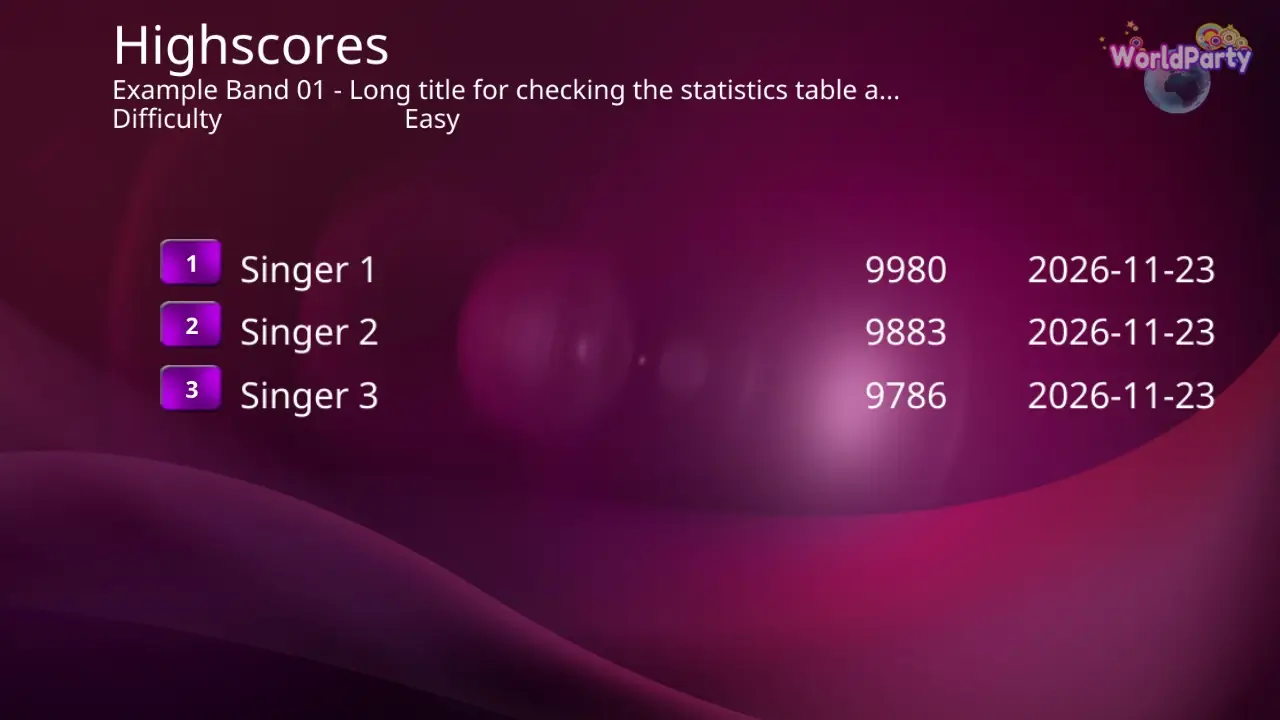 Highscores
WorldParty
Example Band 01 - Long title for checking the statistics table a...
Difficulty Easy
1 Singer 1 9980 2026-11-23
2 Singer 2 9883 2026-11-23
3 Singer 3 9786 2026-11-23